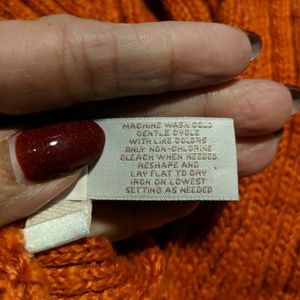 MACHINE WASH COLD
GENTLE CYCLE
WITH LIKE COLORS
ONLY NON-CHLORINE
BLEACH WHEN NEEDED
RESHAPE AND
LAY FLAT TO DRY
IRON ON LOWEST
SETTING AS NEEDED